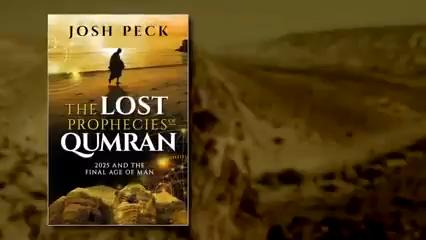 JOSH PECK
THE LOST
PROPHECIES OF
QUMRAN
2025 AND THE
FINAL AGE OF MAN